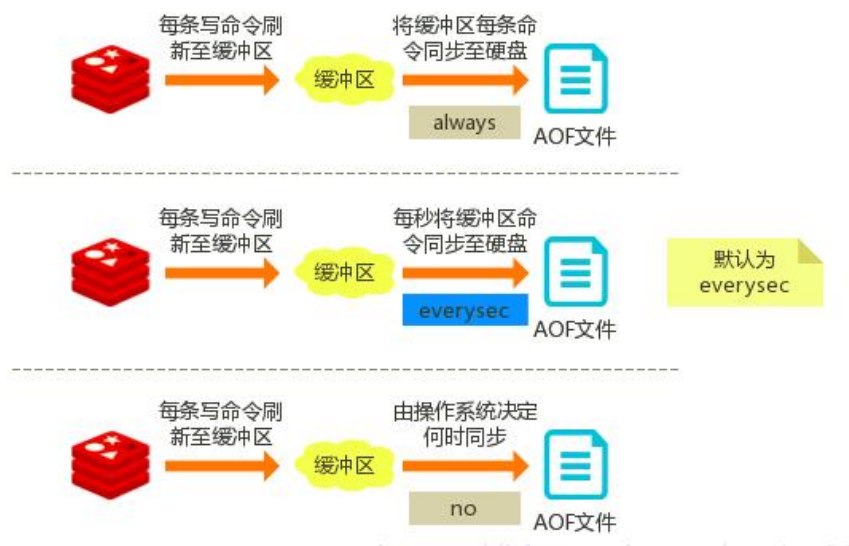 每条写命令刷
新至缓冲区
将缓冲区每条命
令同步至硬盘
缓冲区
always
AOF文件
每条写命令刷
新至缓冲区
每秒将缓冲区命
令同步至硬盘
缓冲区
everysec
AOF文件
默认为
everysec
每条写命令刷
新至缓冲区
由操作系统决定
何时同步
缓冲区
no
AOF文件